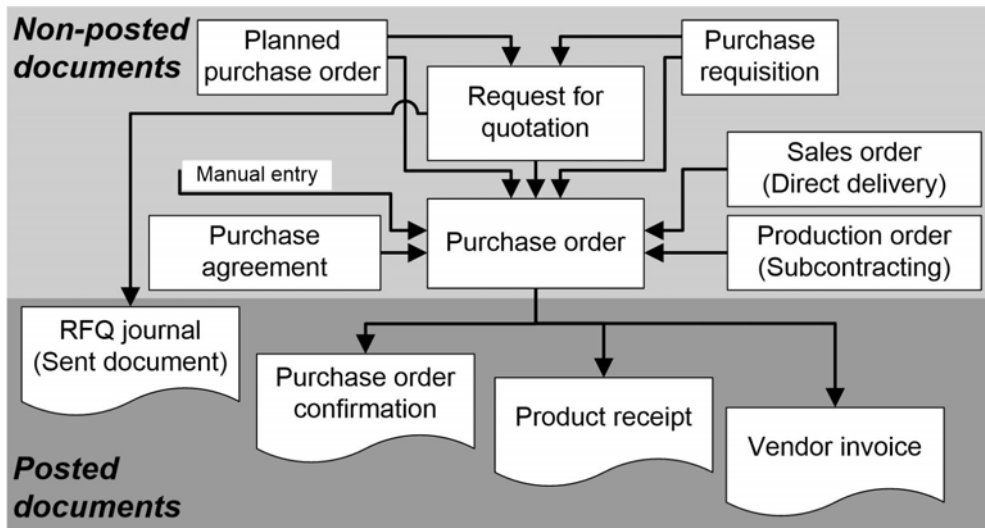 Non-posted
documents
Planned
purchase order
Purchase
requisition
Request for
quotation
Manual entry
Sales order
(Direct delivery)
Purchase
agreement
Purchase order
Production order
(Subcontracting)
RFQ journal
(Sent document)
Purchase order
confirmation
Product receipt
Vendor invoice
Posted
documents